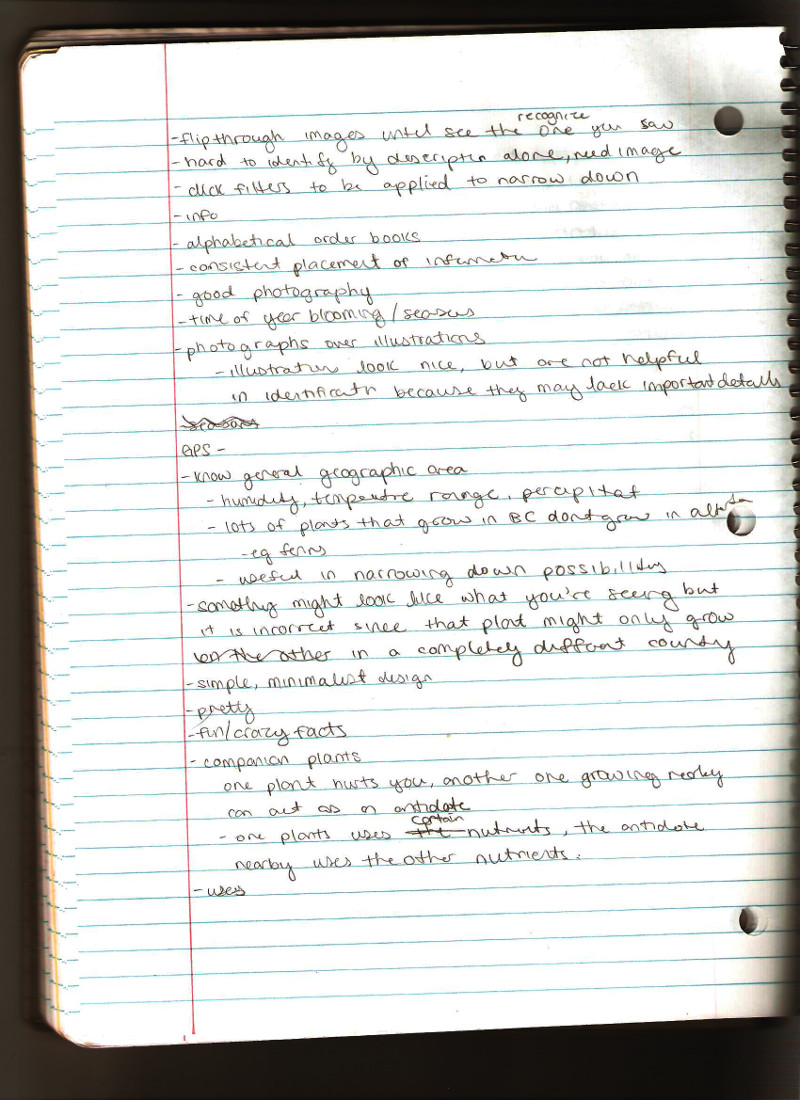 recognize
-flip through images until see the one you saw
-hard to identify by descripten alone, need image
-click filters to be applied to narrow down
-info
-alphabetical order books
-consistent placement of information
-good photography
-time of year blooming/seasons
-photographs over illustrations
-illustration look nice, but are not helpful
in identificatn because they may lack important details
seasons
GPS-
-know general geographic area
-humidity, tempeature range, percipitat
-lots of plants that grow in BC dont grow in
-eg ferns
-useful in narrowing down possibilitys
-something might look like what you're seeing but
it is incorrect since that plant might only grow
on the other in a completely different country
-simple, minimalist design
-pretty
-fun/crazy facts
-companion plants
one plant hurts you, another one growing nearby
can act as an antidote
certain
-one plants uses the nutrients, the antidote
nearby uses the other nutrients.
-uses